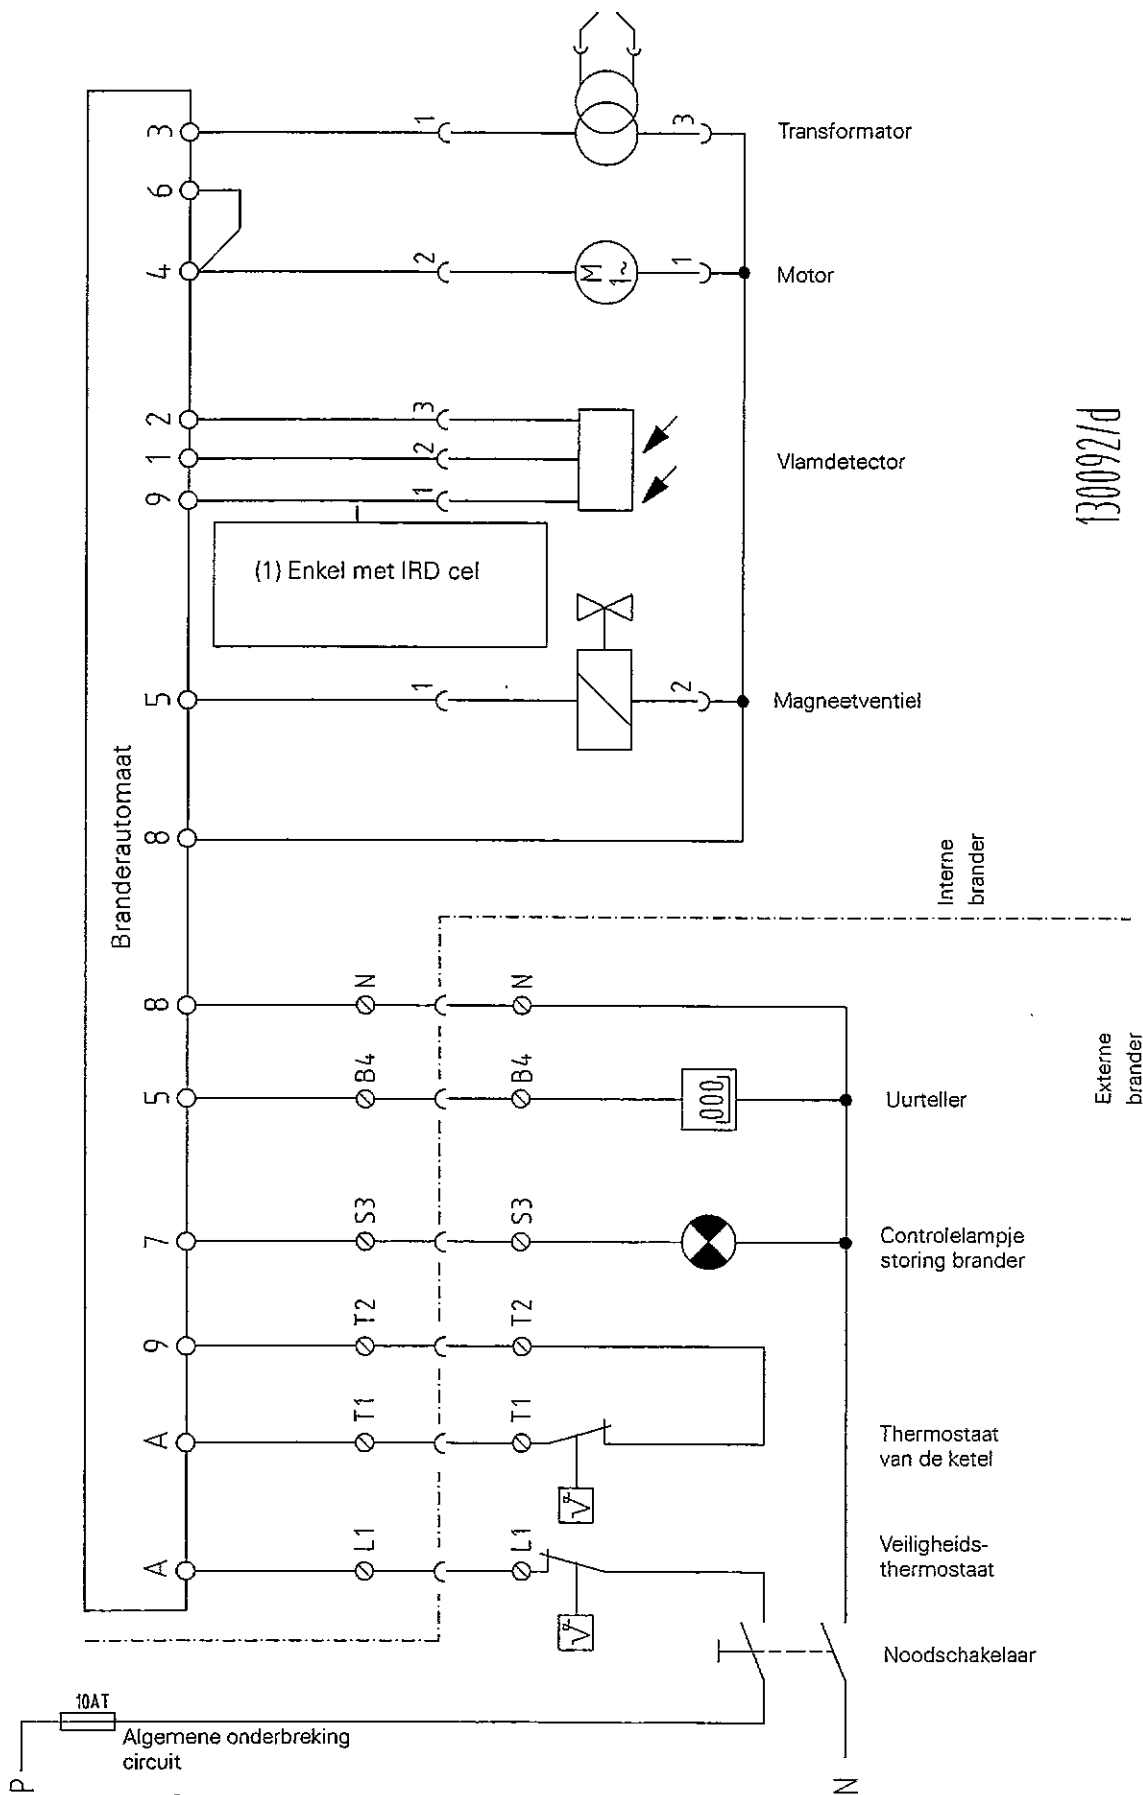 3
1
3
Transformator
6
4
2
M
1~
1
Motor
2
3
1
2
9
1
Vlamdetector
130092/d
(1) Enkel met IRD cel
5
1
2
Magneetventiel
Branderautomaat
8
Interne
brander
8
N
N
5
B4
B4
000
Uurteller
Externe
brander
7
S3
S3
Controlelampje
storing brander
9
T2
T2
A
T1
T1
Thermostaat
van de ketel
A
L1
L1
Veiligheids-
thermostaat
Noodschakelaar
10AT
Algemene onderbreking
circuit
P
N